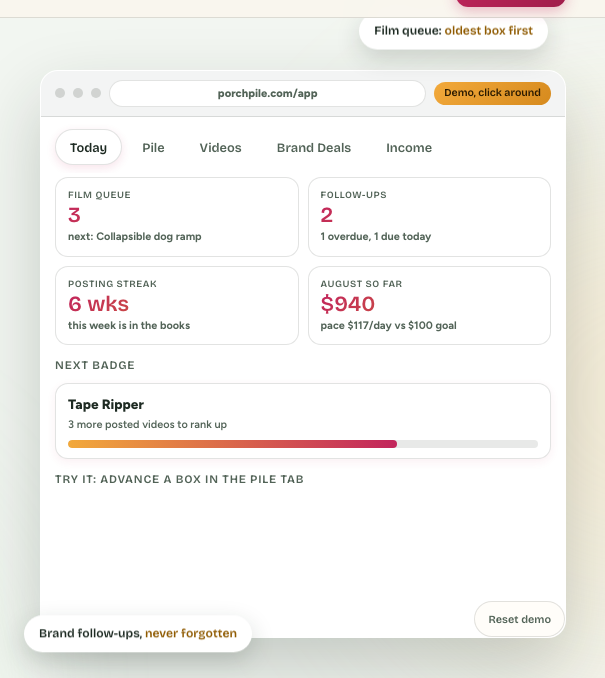 Film queue: oldest box first
porchpile.com/app
Demo, click around
Today
Pile
Videos
Brand Deals
Income
FILM QUEUE
3
next: Collapsible dog ramp
FOLLOW-UPS
2
1 overdue, 1 due today
POSTING STREAK
6 wks
this week is in the books
AUGUST SO FAR
$940
pace $117/day vs $100 goal
NEXT BADGE
Tape Ripper
3 more posted videos to rank up
TRY IT: ADVANCE A BOX IN THE PILE TAB
Reset demo
Brand follow-ups, never forgotten